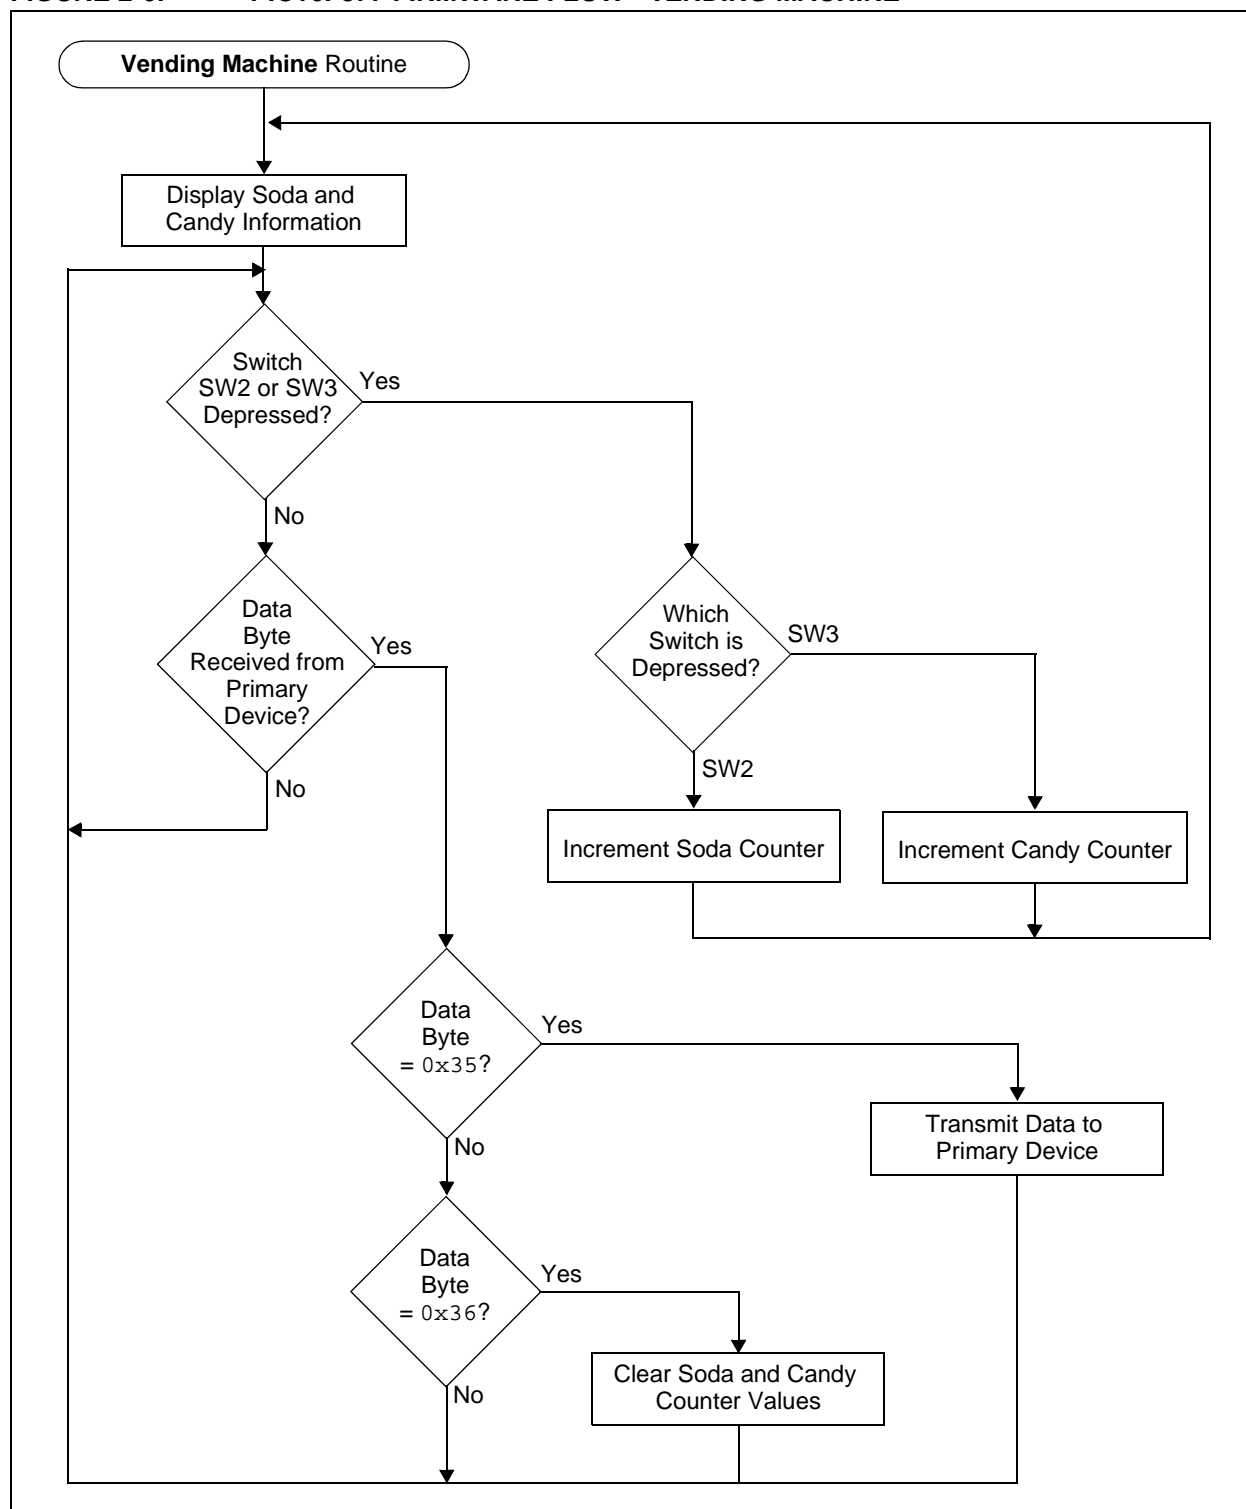 Vending Machine Routine
Display Soda and
Candy Information
Switch
SW2 or SW3
Depressed?
Yes
No
Data
Byte
Received from
Primary
Device?
Yes
No
Which
Switch is
Depressed?
SW3
SW2
Increment Soda Counter
Increment Candy Counter
Data
Byte
= 0x35?
Yes
No
Transmit Data to
Primary Device
Data
Byte
= 0x36?
Yes
No
Clear Soda and Candy
Counter Values